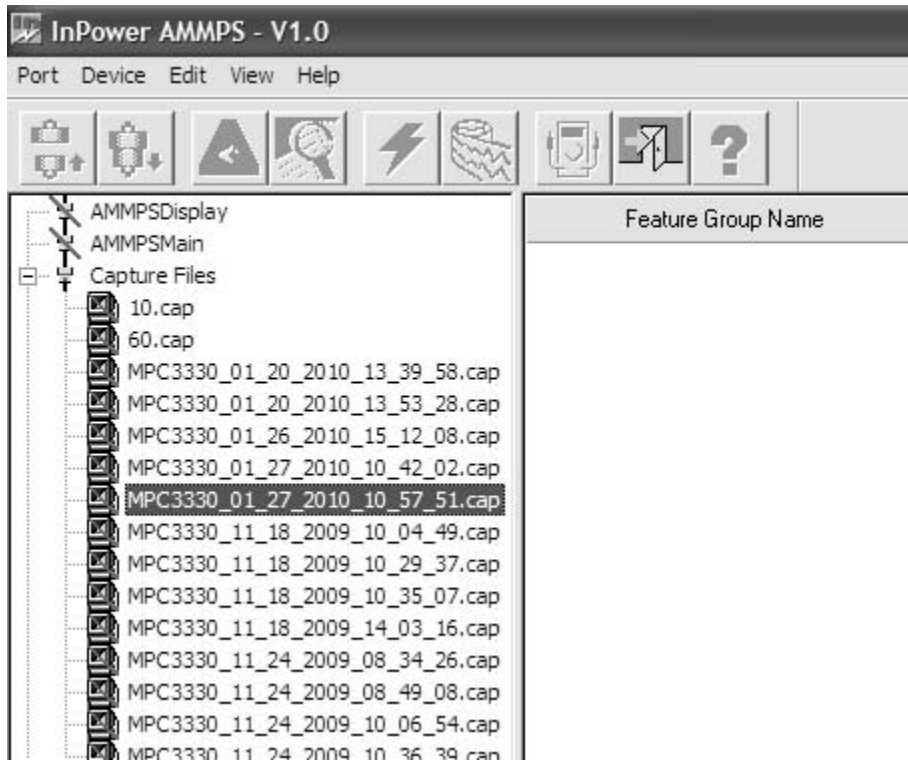 InPower AMMPS - V1.0
Port Device Edit View Help
?
AMMPSDisplay
AMMPSMain
Capture Files
10.cap
60.cap
MPC3330_01_20_2010_13_39_58.cap
MPC3330_01_20_2010_13_53_28.cap
MPC3330_01_26_2010_15_12_08.cap
MPC3330_01_27_2010_10_42_02.cap
MPC3330_01_27_2010_10_57_51.cap
MPC3330_11_18_2009_10_04_49.cap
MPC3330_11_18_2009_10_29_37.cap
MPC3330_11_18_2009_10_35_07.cap
MPC3330_11_18_2009_14_03_16.cap
MPC3330_11_24_2009_08_34_26.cap
MPC3330_11_24_2009_08_49_08.cap
MPC3330_11_24_2009_10_06_54.cap
MPC3330_11_24_2009_10_36_39.cap
Feature Group Name